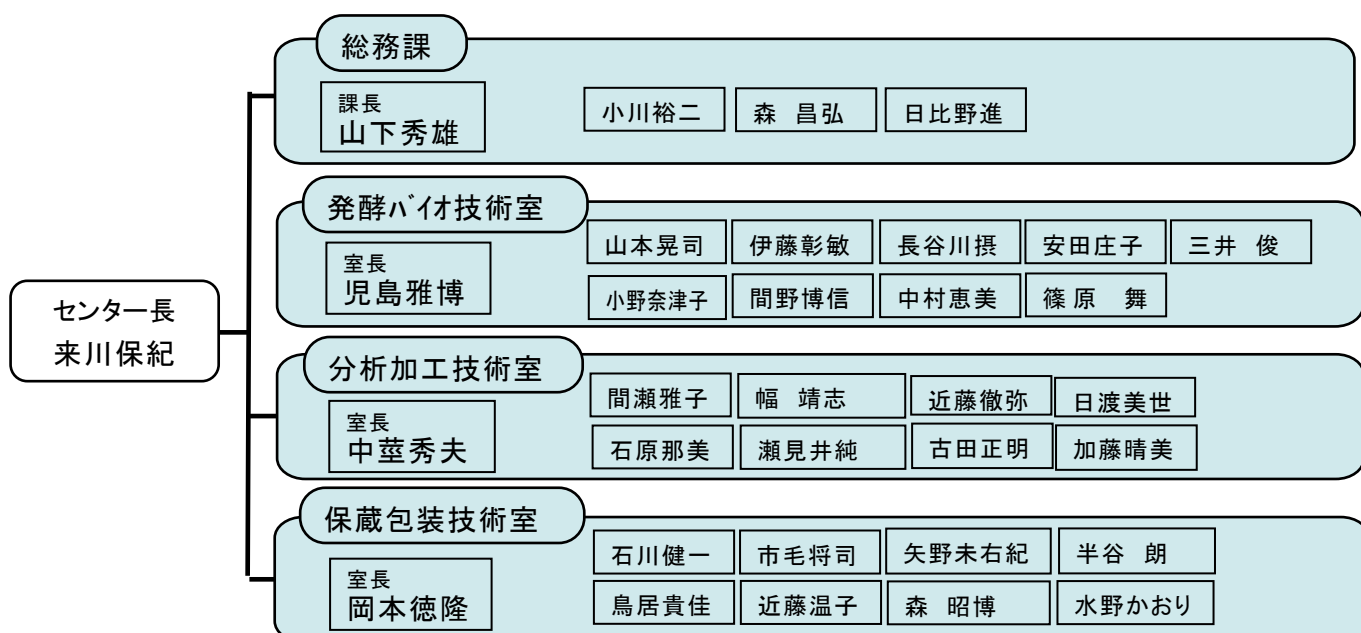 センター長
来川保紀
総務課
課長
山下秀雄
小川裕二 森 昌弘 日比野進
発酵バイオ技術室
室長
児島雅博
山本晃司 伊藤彰敏 長谷川摂 安田庄子 三井 俊
小野奈津子 間野博信 中村恵美 篠原 舞
分析加工技術室
室長
中莖秀夫
間瀬雅子 幅 靖志 近藤徹弥 日渡美世
石原那美 瀬見井純 古田正明 加藤晴美
保蔵包装技術室
室長
岡本徳隆
石川健一 市毛将司 矢野未右紀 半谷 朗
鳥居貴佳 近藤温子 森 昭博 水野かおり